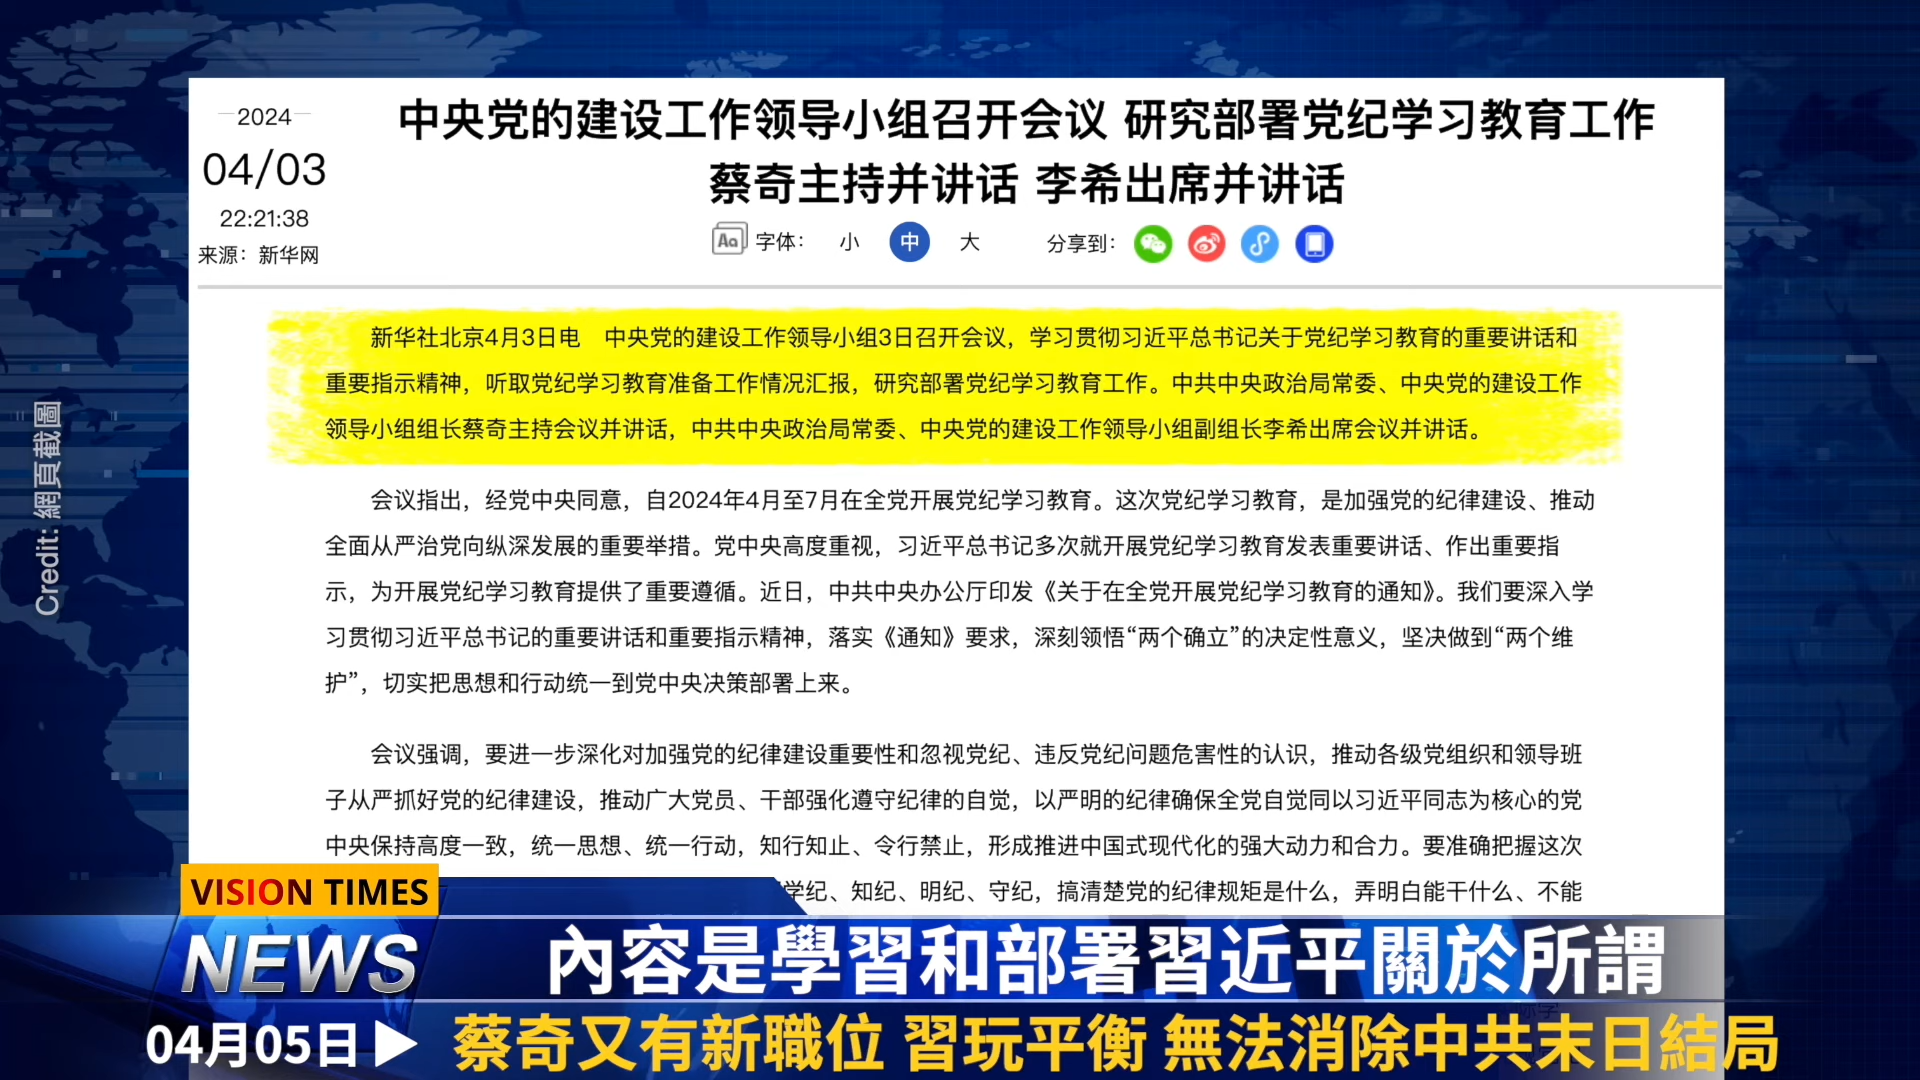 2024
04/03
22:21:38
来源：新华网
中央党的建设工作领导小组召开会议 研究部署党纪学习教育工作
蔡奇主持并讲话 李希出席并讲话
Aa 字体： 小 中 大 分享到：
新华社北京4月3日电　中央党的建设工作领导小组3日召开会议，学习贯彻习近平总书记关于党纪学习教育的重要讲话和
重要指示精神，听取党纪学习教育准备工作情况汇报，研究部署党纪学习教育工作。中共中央政治局常委、中央党的建设工作
领导小组组长蔡奇主持会议并讲话，中共中央政治局常委、中央党的建设工作领导小组副组长李希出席会议并讲话。
会议指出，经党中央同意，自2024年4月至7月在全党开展党纪学习教育。这次党纪学习教育，是加强党的纪律建设、推动
全面从严治党向纵深发展的重要举措。党中央高度重视，习近平总书记多次就开展党纪学习教育发表重要讲话、作出重要指
示，为开展党纪学习教育提供了重要遵循。近日，中共中央办公厅印发《关于在全党开展党纪学习教育的通知》。我们要深入学
习贯彻习近平总书记的重要讲话和重要指示精神，落实《通知》要求，深刻领悟“两个确立”的决定性意义，坚决做到“两个维
护”，切实把思想和行动统一到党中央决策部署上来。
会议强调，要进一步深化对加强党的纪律建设重要性和忽视党纪、违反党纪问题危害性的认识，推动各级党组织和领导班
子从严抓好党的纪律建设，推动广大党员、干部强化遵守纪律的自觉，以严明的纪律确保全党自觉同以习近平同志为核心的党
中央保持高度一致，统一思想、统一行动，知行知止、令行禁止，形成推进中国式现代化的强大动力和合力。要准确把握这次
学纪、知纪、明纪、守纪，搞清楚党的纪律规矩是什么，弄明白能干什么、不能
Credit: 網頁截圖
VISION TIMES
NEWS
內容是學習和部署習近平關於所謂
04月05日 ▶ 蔡奇又有新職位 習玩平衡 無法消除中共末日結局